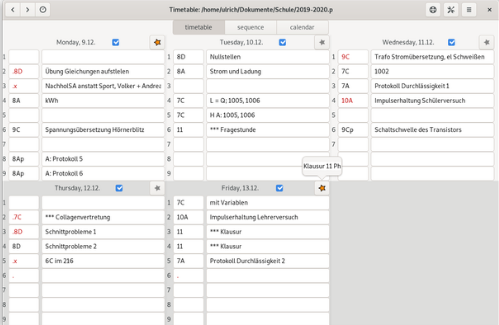 Timetable: /home/ulrich/Dokumente/Schule/2019-2020.p
timetable sequence calendar
Monday, 9.12.
1
2 .8D Übung Gleichungen aufstellen
3 .x NachholSA anstatt Sport, Volker + Andrea
4 8A kWh
5
6 9C Spannungsübersetzung Hörnerblitz
7
8 8Ap A: Protokoll 5
9 8Ap A: Protokoll 6
Tuesday, 10.12.
1 8D Nullstellen
2 8A Strom und Ladung
3
4 7C L = Q; 1005, 1006
5 7C H A: 1005, 1006
6 11 *** Fragestunde
7
8
9
Wednesday, 11.12.
1 9C Trafo Stromübersetzung, el Schweißen
2 7C 1002
3 7A Protokoll Durchlässigkeit 1
4 10A Impulserhaltung Schülerversuch
5
6 9Cp Schaltschwelle des Transistors
7
8
9
Klausur 11 Ph
Thursday, 12.12.
1
2 .7C *** Collagenvertretung
3 .8D Schnittprobleme 1
4 8D Schnittprobleme 2
5 .x 6C im 216
6 .
7
8
9
Friday, 13.12.
1 7C mit Variablen
2 10A Impulserhaltung Lehrerversuch
3 11 *** Klausur
4 11 *** Klausur
5 7A Protokoll Durchlässigkeit 2
6 .
7
8
9